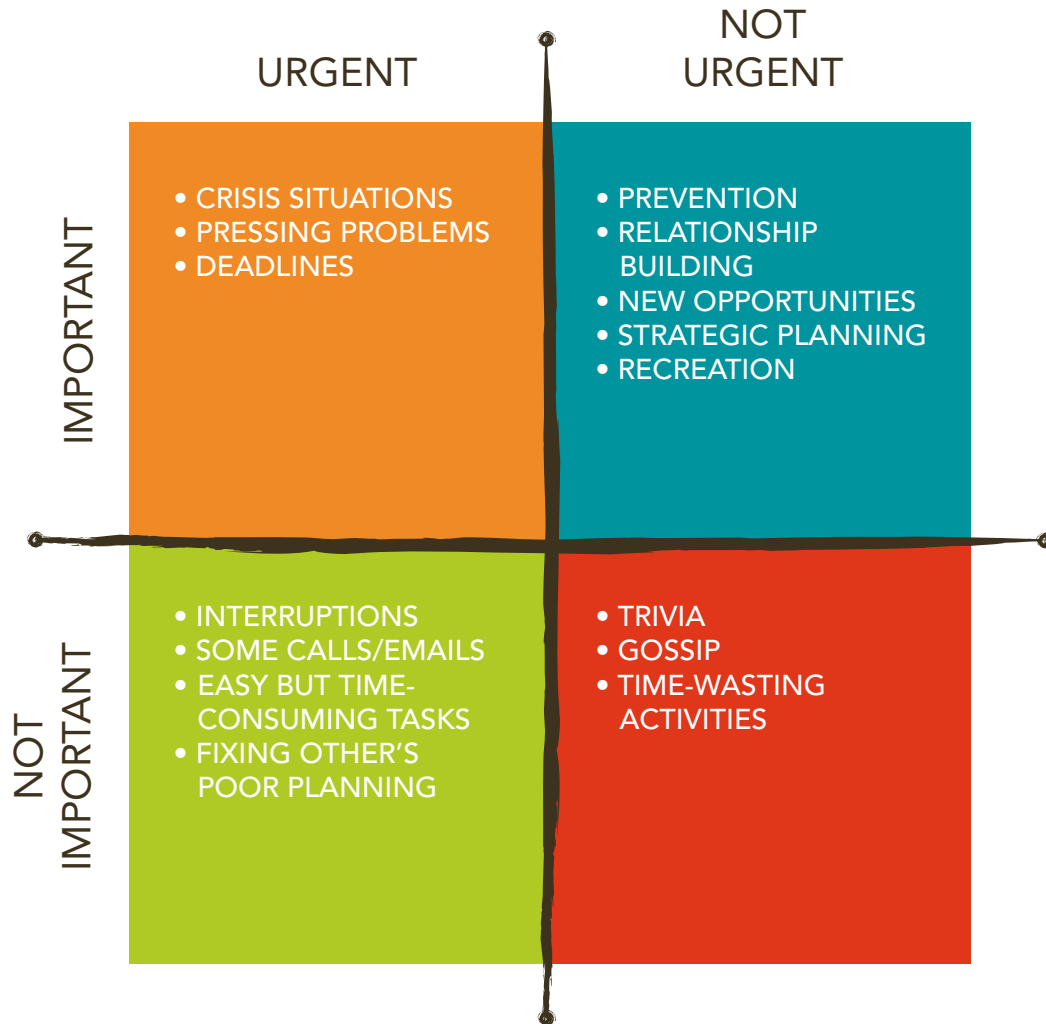 URGENT
NOT
URGENT
IMPORTANT
• CRISIS SITUATIONS
• PRESSING PROBLEMS
• DEADLINES
• PREVENTION
• RELATIONSHIP
BUILDING
• NEW OPPORTUNITIES
• STRATEGIC PLANNING
• RECREATION
NOT
IMPORTANT
• INTERRUPTIONS
• SOME CALLS/EMAILS
• EASY BUT TIME-
CONSUMING TASKS
• FIXING OTHER'S
POOR PLANNING
• TRIVIA
• GOSSIP
• TIME-WASTING
ACTIVITIES